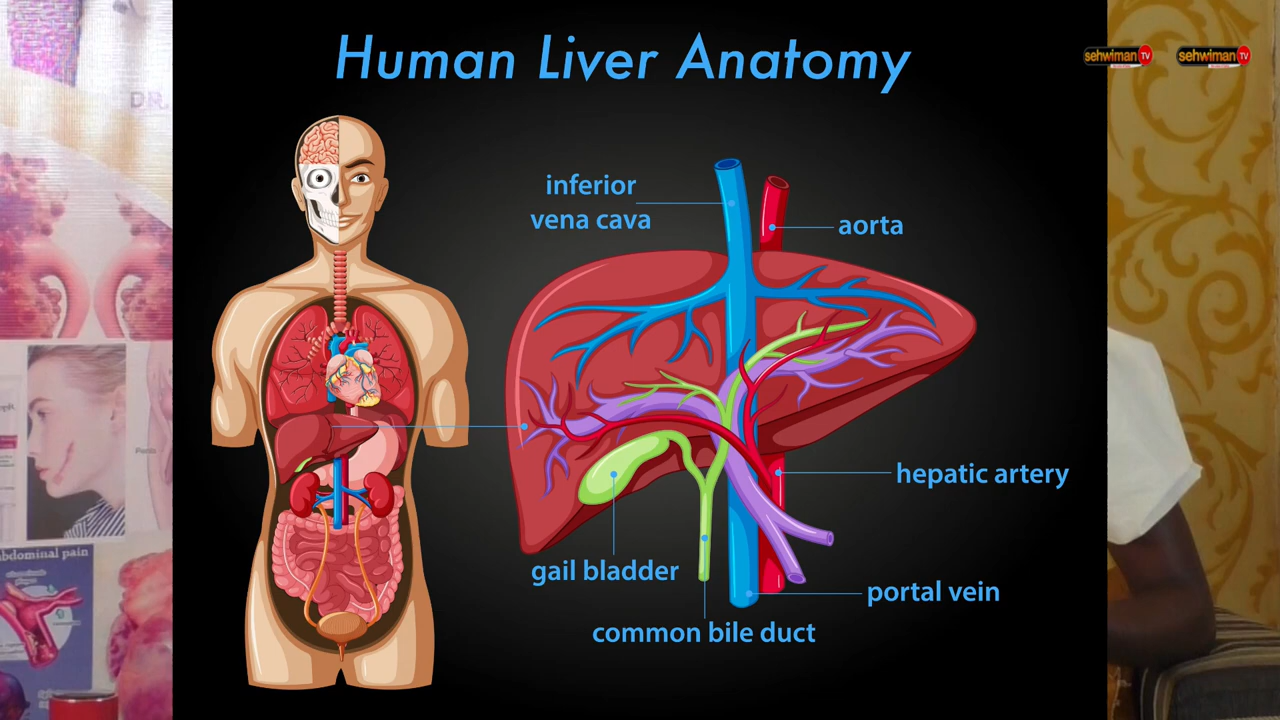 Human Liver Anatomy
sehwiman TV
sehwiman TV
DR.
inferior
vena cava
aorta
hepatic artery
gail bladder
portal vein
common bile duct
abdominal pain